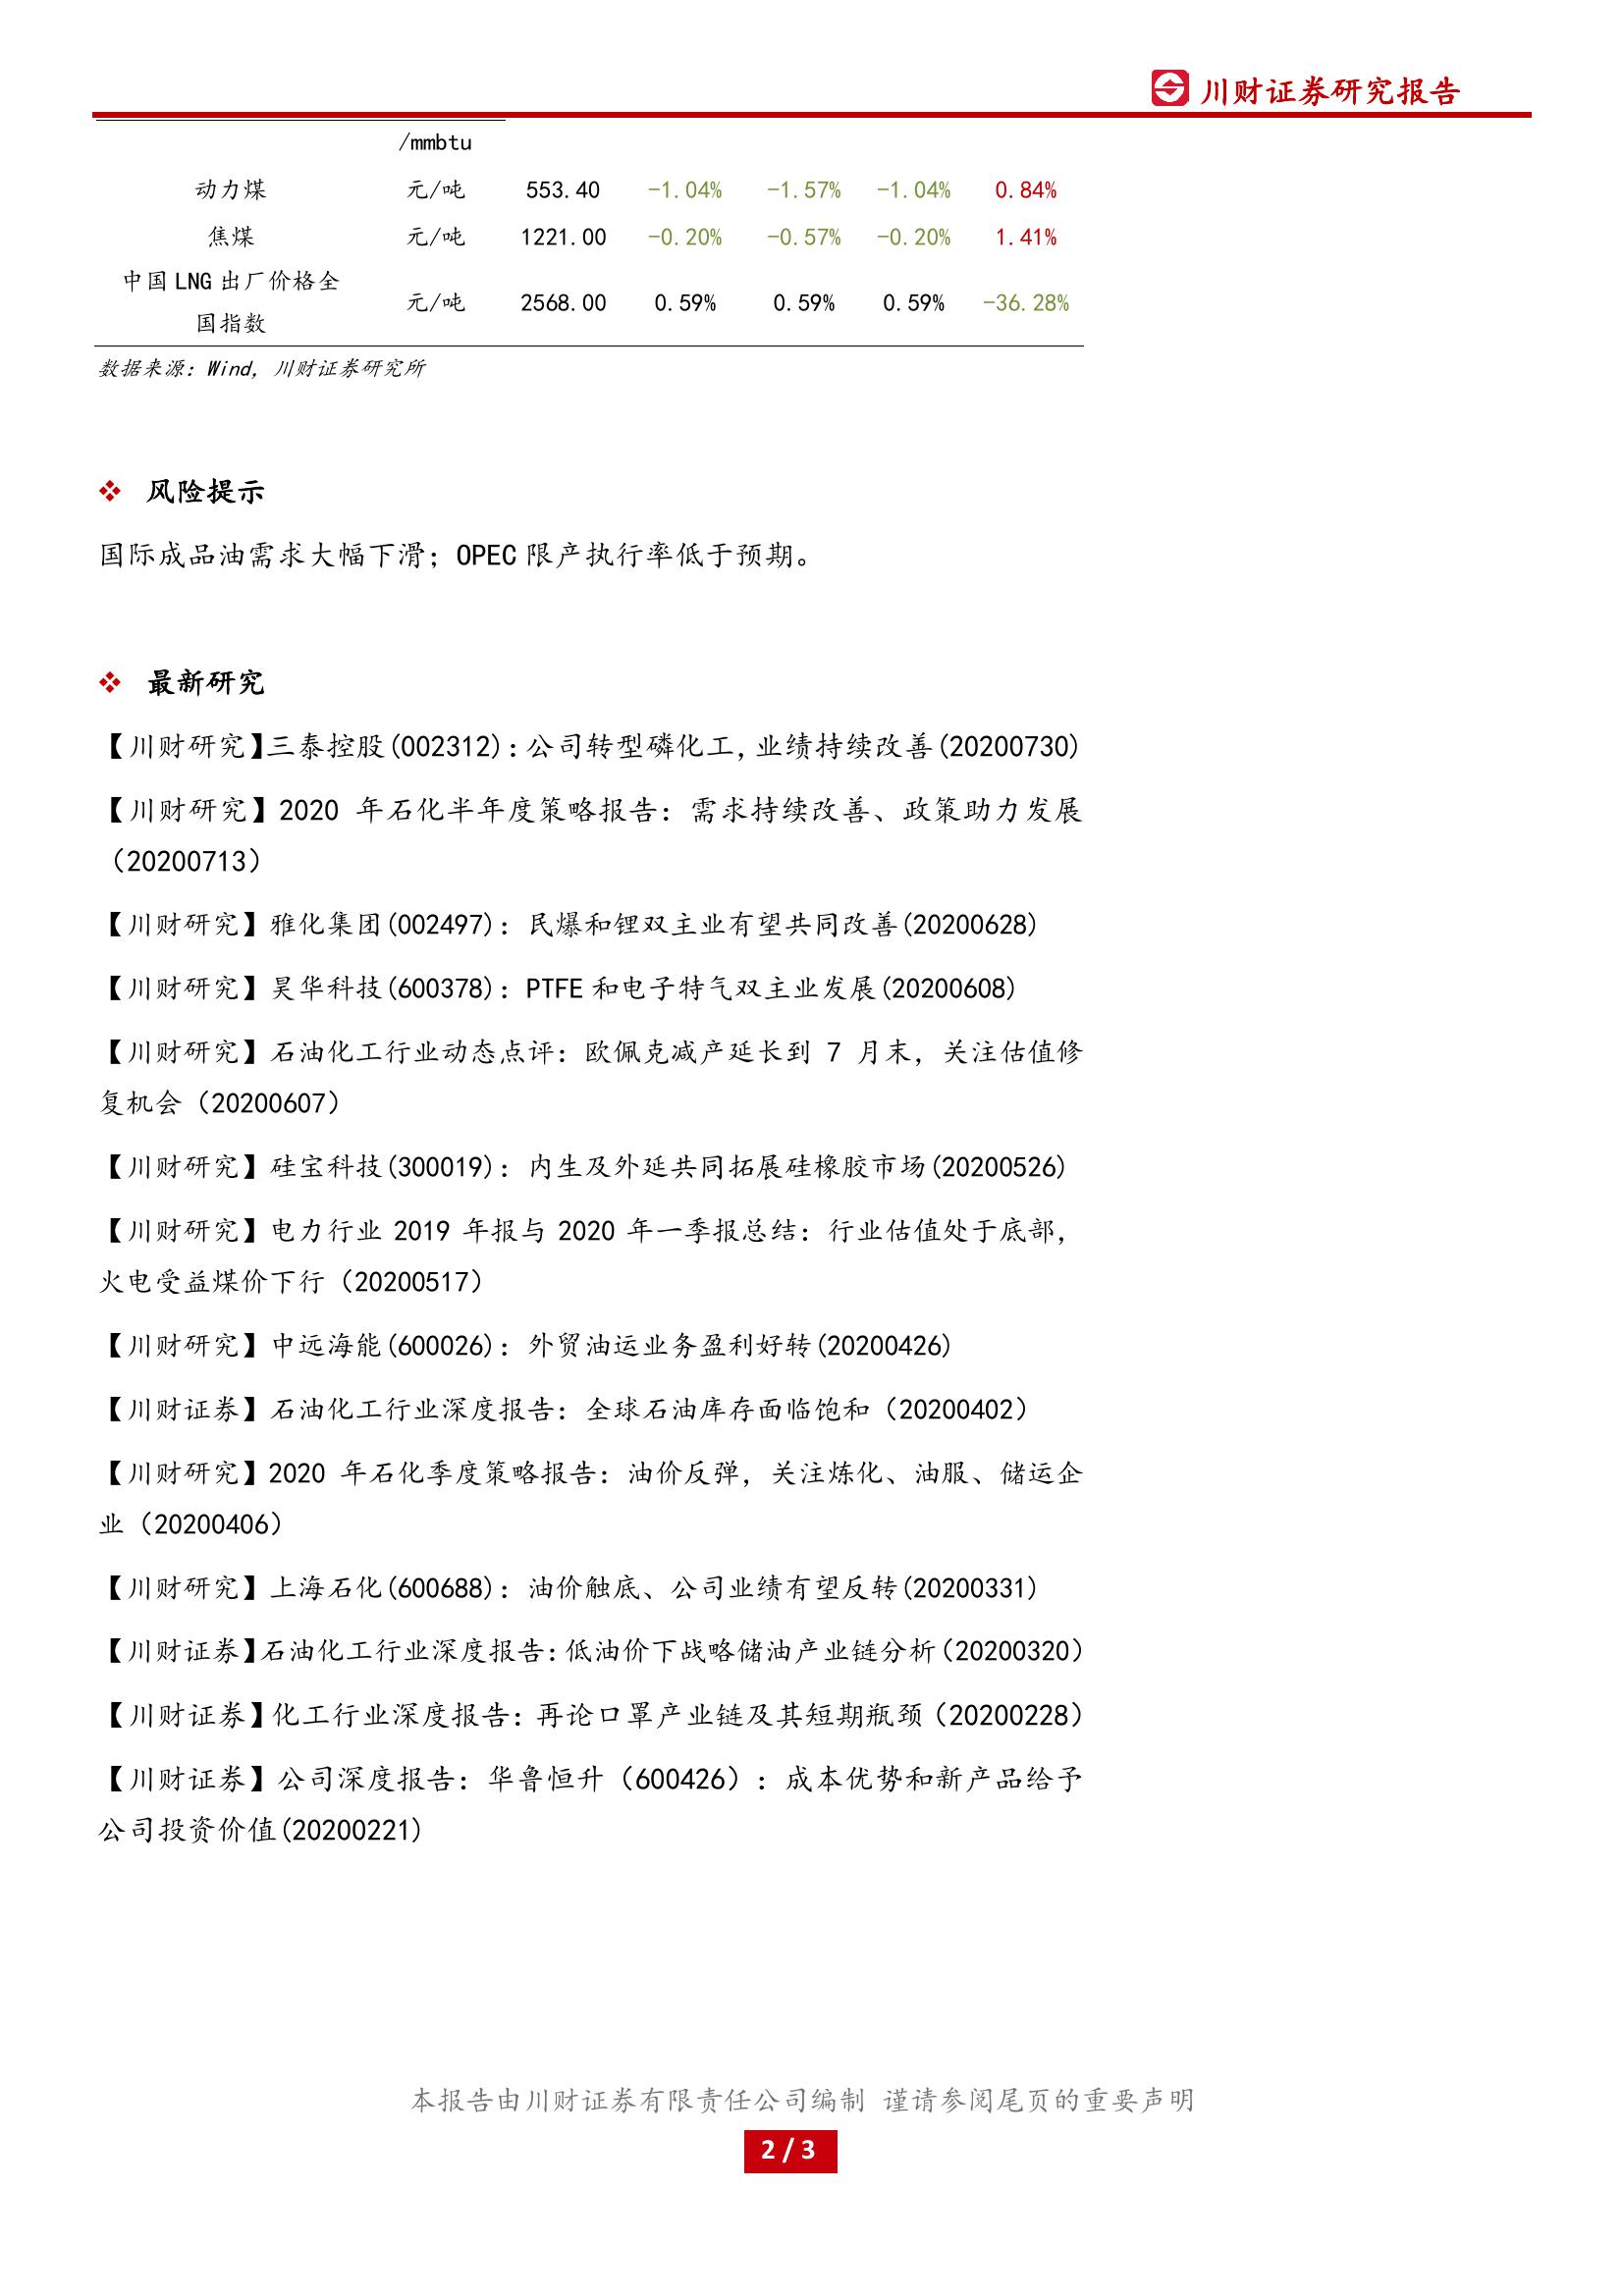 川财证券研究报告
/mmbtu
动力煤 元/吨 553.40 -1.04% -1.57% -1.04% 0.84%
焦煤 元/吨 1221.00 -0.20% -0.57% -0.20% 1.41%
中国 LNG 出厂价格全
国指数 元/吨 2568.00 0.59% 0.59% 0.59% -36.28%
数据来源：Wind，川财证券研究所
❖ 风险提示
国际成品油需求大幅下滑；OPEC 限产执行率低于预期。
❖ 最新研究
【川财研究】三泰控股(002312)：公司转型磷化工，业绩持续改善(20200730)
【川财研究】2020 年石化半年度策略报告：需求持续改善、政策助力发展
（20200713）
【川财研究】雅化集团(002497)：民爆和锂双主业有望共同改善(20200628)
【川财研究】昊华科技(600378)：PTFE 和电子特气双主业发展(20200608)
【川财研究】石油化工行业动态点评：欧佩克减产延长到 7 月末，关注估值修
复机会（20200607）
【川财研究】硅宝科技(300019)：内生及外延共同拓展硅橡胶市场(20200526)
【川财研究】电力行业 2019 年报与 2020 年一季报总结：行业估值处于底部，
火电受益煤价下行（20200517）
【川财研究】中远海能(600026)：外贸油运业务盈利好转(20200426)
【川财证券】石油化工行业深度报告：全球石油库存面临饱和（20200402）
【川财研究】2020 年石化季度策略报告：油价反弹，关注炼化、油服、储运企
业（20200406）
【川财研究】上海石化(600688)：油价触底、公司业绩有望反转(20200331)
【川财证券】石油化工行业深度报告：低油价下战略储油产业链分析（20200320）
【川财证券】化工行业深度报告：再论口罩产业链及其短期瓶颈（20200228）
【川财证券】公司深度报告：华鲁恒升（600426）：成本优势和新产品给予
公司投资价值(20200221)
本报告由川财证券有限责任公司编制 谨请参阅尾页的重要声明
2 / 3